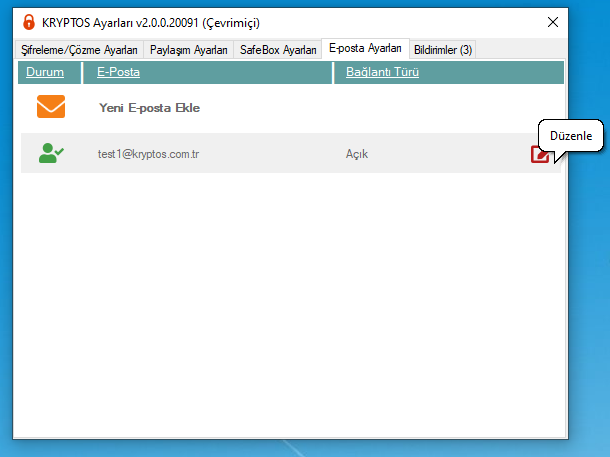 KRYPTOS Ayarları v2.0.0.20091 (Çevrimiçi)
Şifreleme/Çözme Ayarları Paylaşım Ayarları SafeBox Ayarları E-posta Ayarları Bildirimler (3)
Durum E-Posta Bağlantı Türü
Yeni E-posta Ekle
Düzenle
test1@kryptos.com.tr Açık